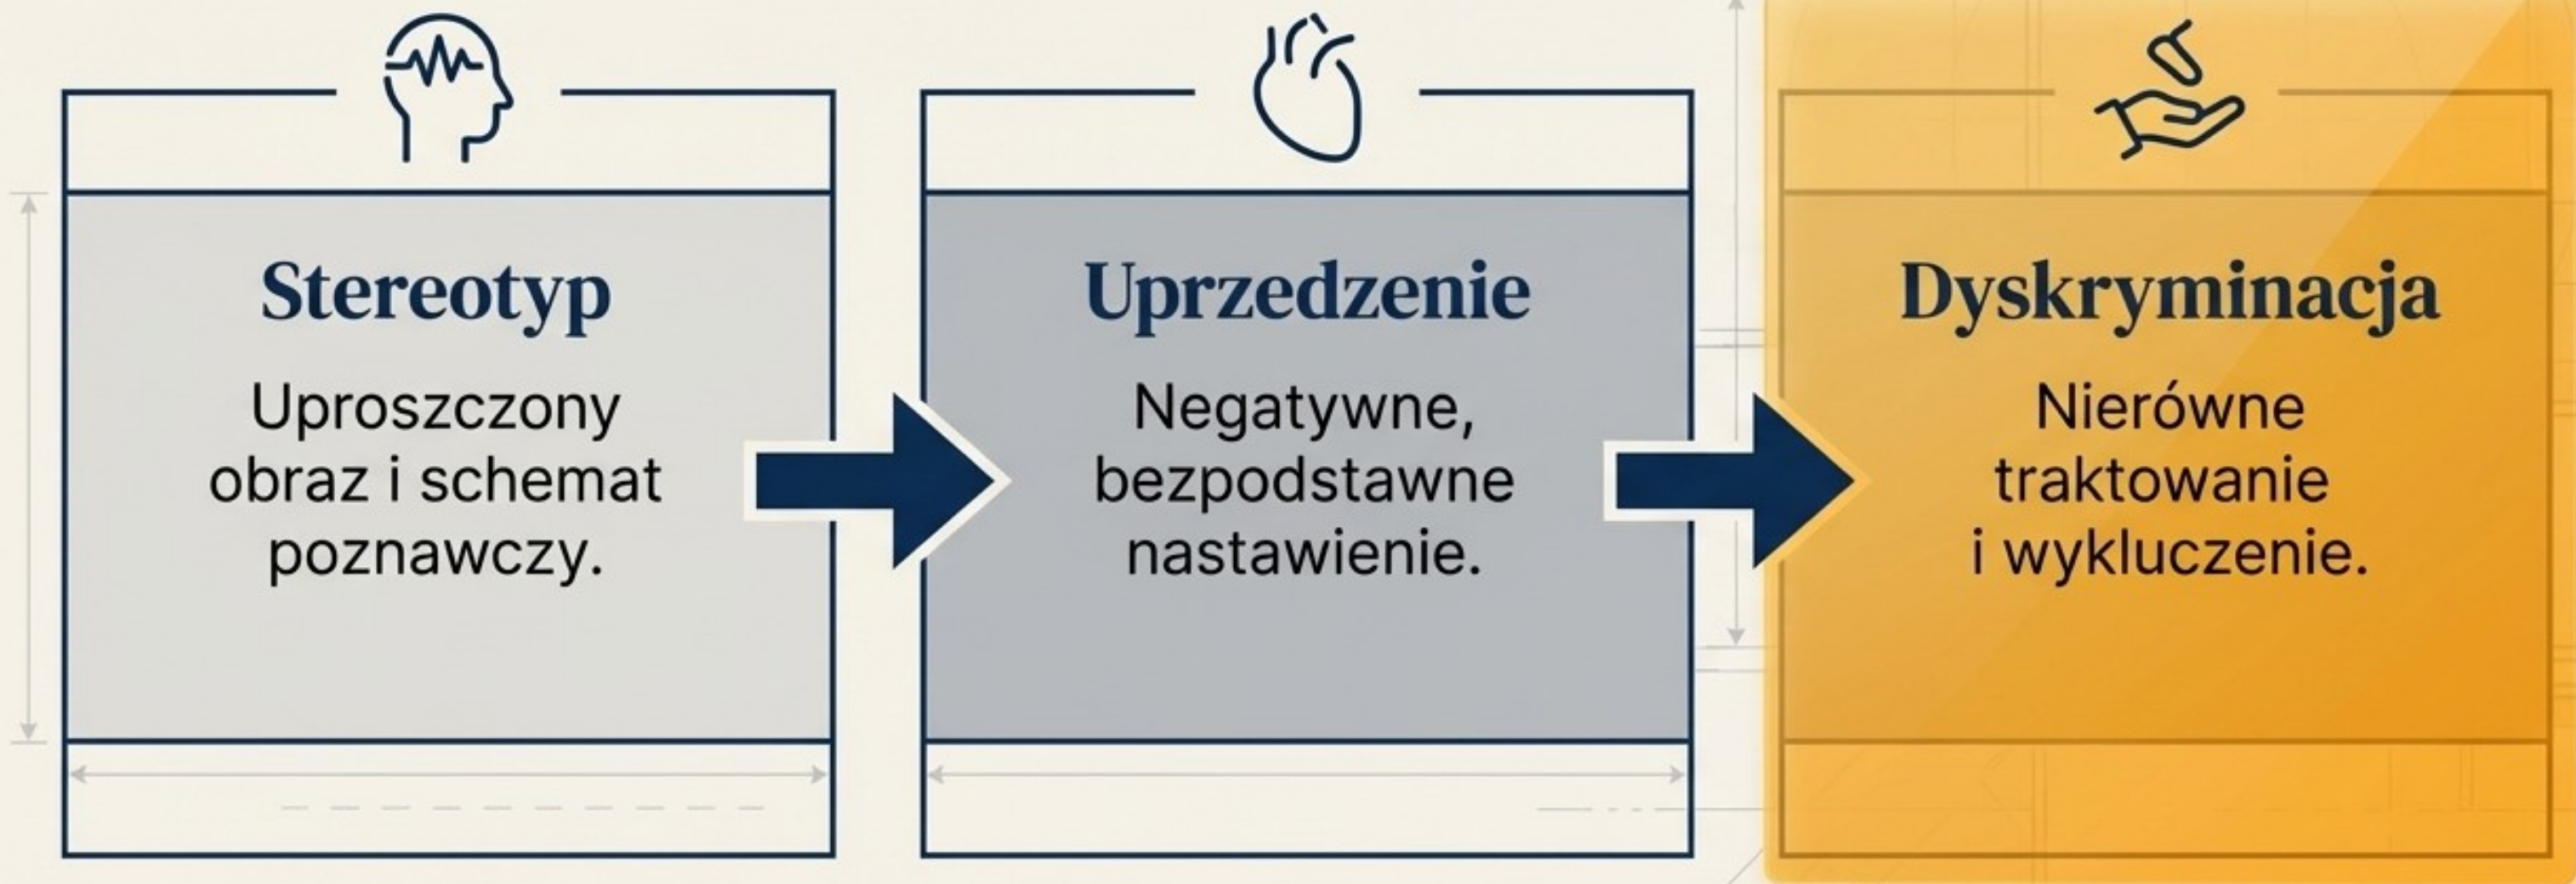 Stereotyp
Uproszczony
obraz i schemat
poznawczy.
Uprzedzenie
Negatywne,
bezpodstawne
nastawienie.
Dyskryminacja
Nierówne
traktowanie
i wykluczenie.